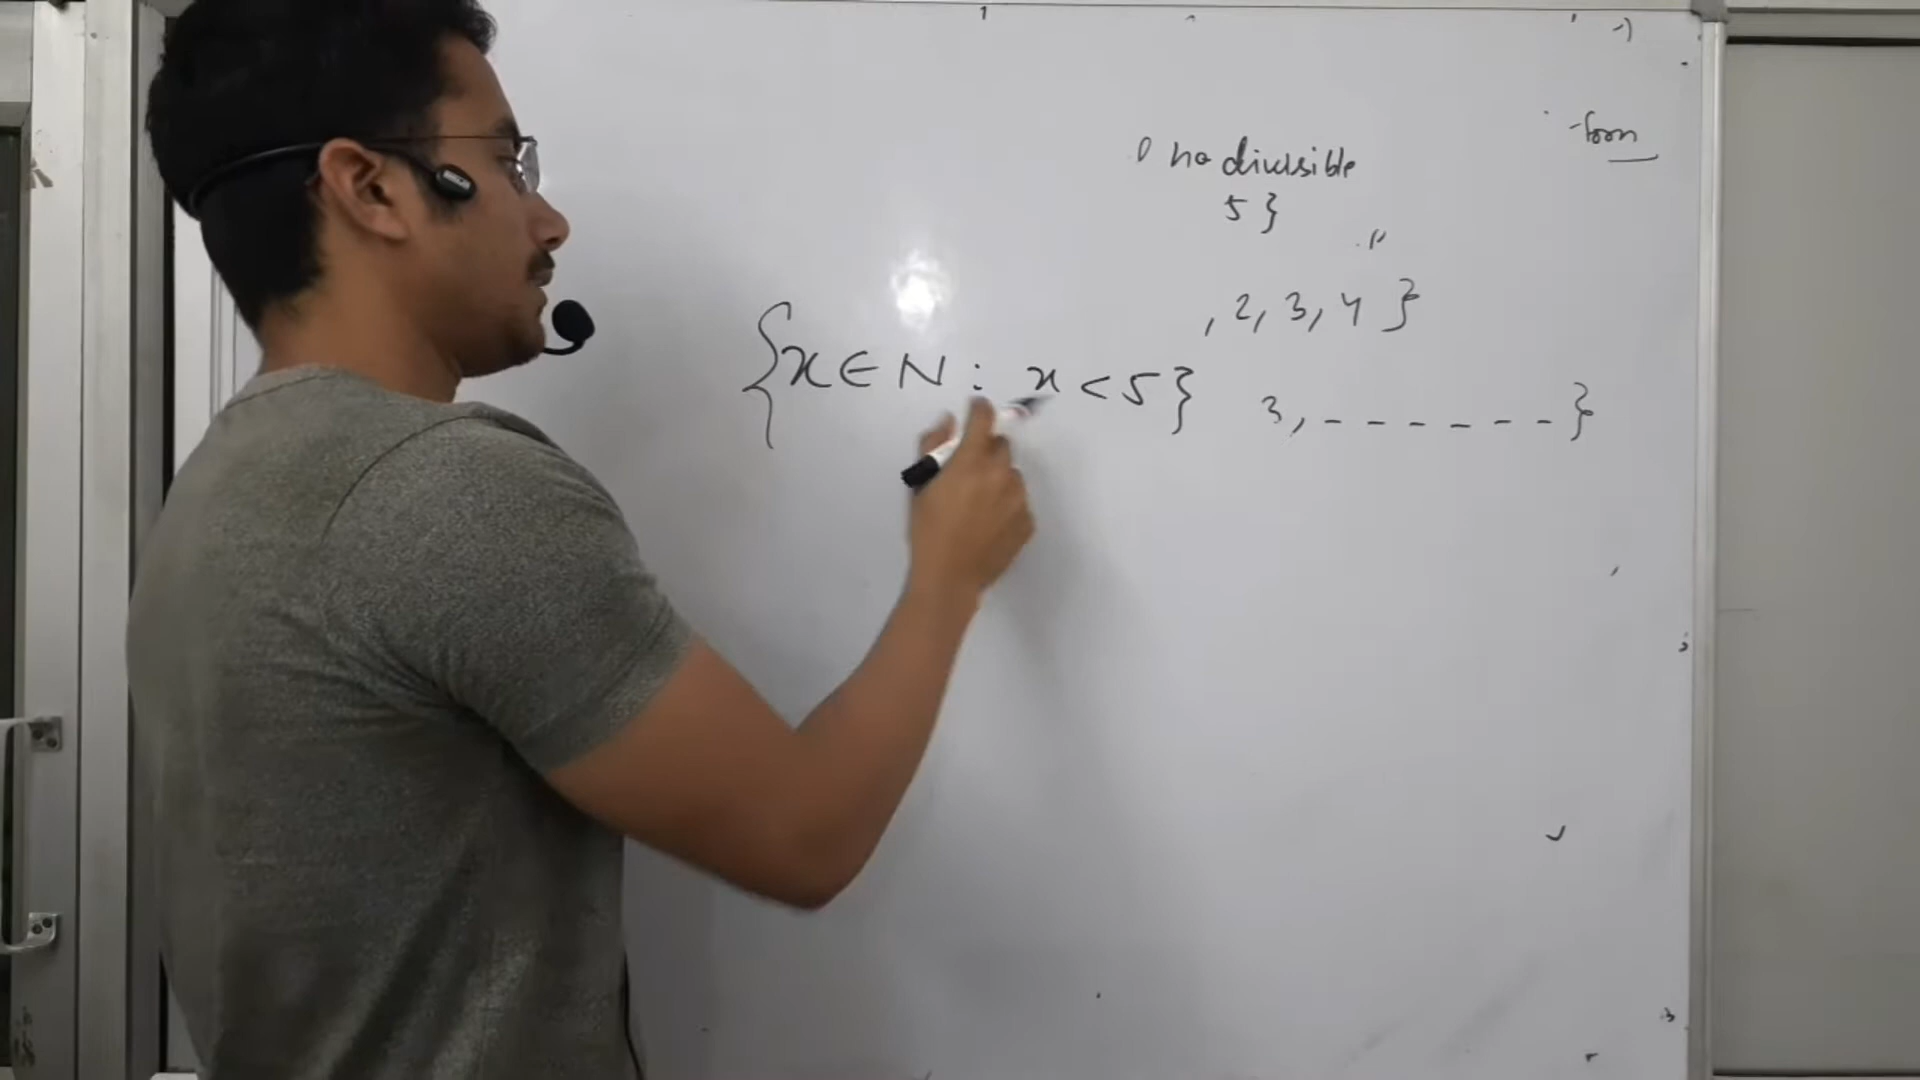 -form
no divisible
5 }
, 2, 3, 4 }
{x ∈ N : x < 5}
3, - - - - - - }